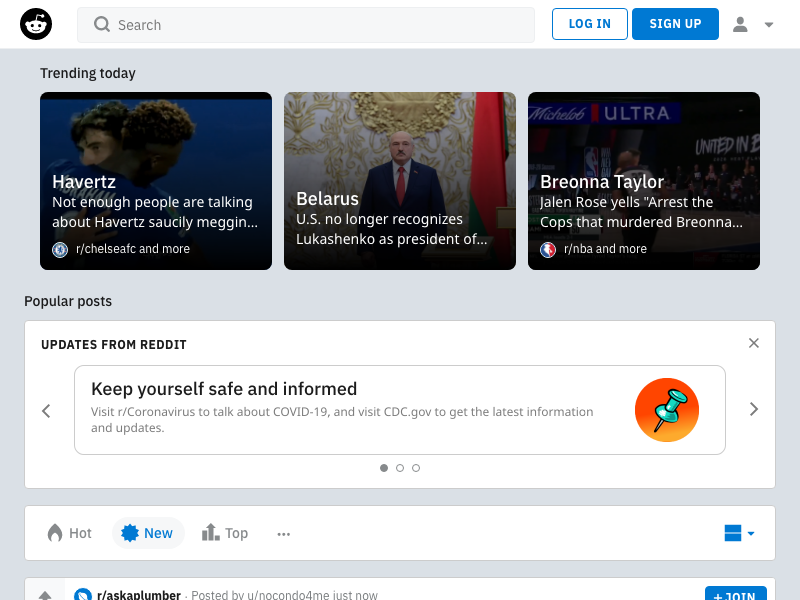 Search
LOG IN
SIGN UP
Trending today
Michelob ULTRA
UNITED IN B
Havertz
Not enough people are talking
about Havertz saucily meggin...
r/chelseafc and more
Belarus
U.S. no longer recognizes
Lukashenko as president of...
Breonna Taylor
Jalen Rose yells "Arrest the
Cops that murdered Breonna...
r/nba and more
Popular posts
UPDATES FROM REDDIT
Keep yourself safe and informed
Visit r/Coronavirus to talk about COVID-19, and visit CDC.gov to get the latest information
and updates.
Hot
New
Top
...
r/askaplumber · Posted by u/nocondo4me just now
+ JOIN